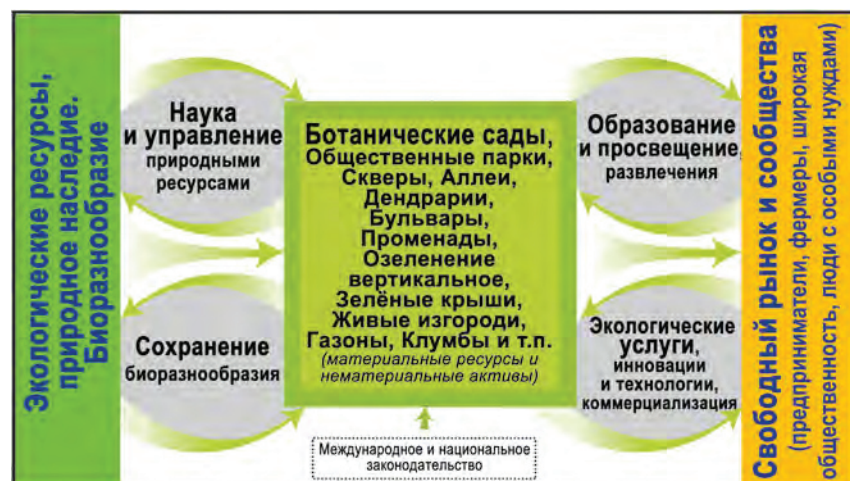 Экологические ресурсы,
природное наследие.
Биоразнообразие
Наука
и управление
природными
ресурсами
Сохранение
биоразнообразия
Ботанические сады,
Общественные парки,
Скверы, Аллеи,
Дендрарии,
Бульвары,
Променады,
Озеленение
вертикальное,
Зелёные крыши,
Живые изгороди,
Газоны, Клумбы и т.п.
(материальные ресурсы и
нематериальные активы)
Международное и национальное
законодательство
Образование
и просвещение,
развлечения
Экологические
услуги,
инновации
и технологии,
коммерциализация
Свободный рынок и сообщества
(предприниматели, фермеры, широкая
общественность, люди с особыми нуждами)